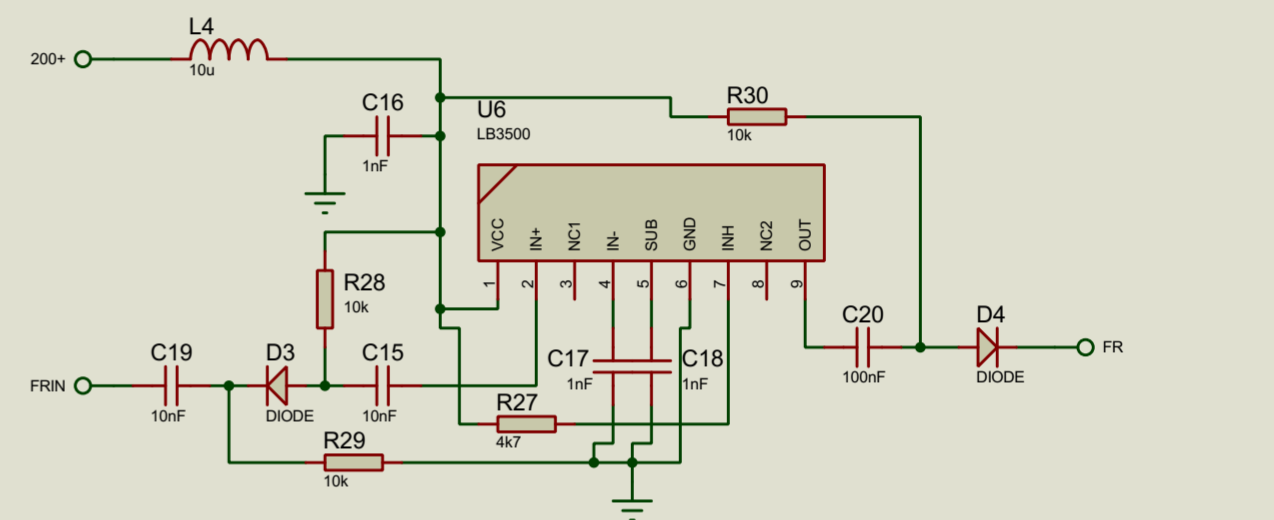 L4
200+
10u
C16
1nF
U6
LB3500
R30
10k
VCC
IN+
NC1
IN-
SUB
GND
INH
NC2
OUT
1
2
3
4
5
6
7
8
9
R28
10k
C19
10nF
FRIN
D3
DIODE
C15
10nF
C17
1nF
C18
1nF
R27
4k7
R29
10k
C20
100nF
D4
DIODE
FR